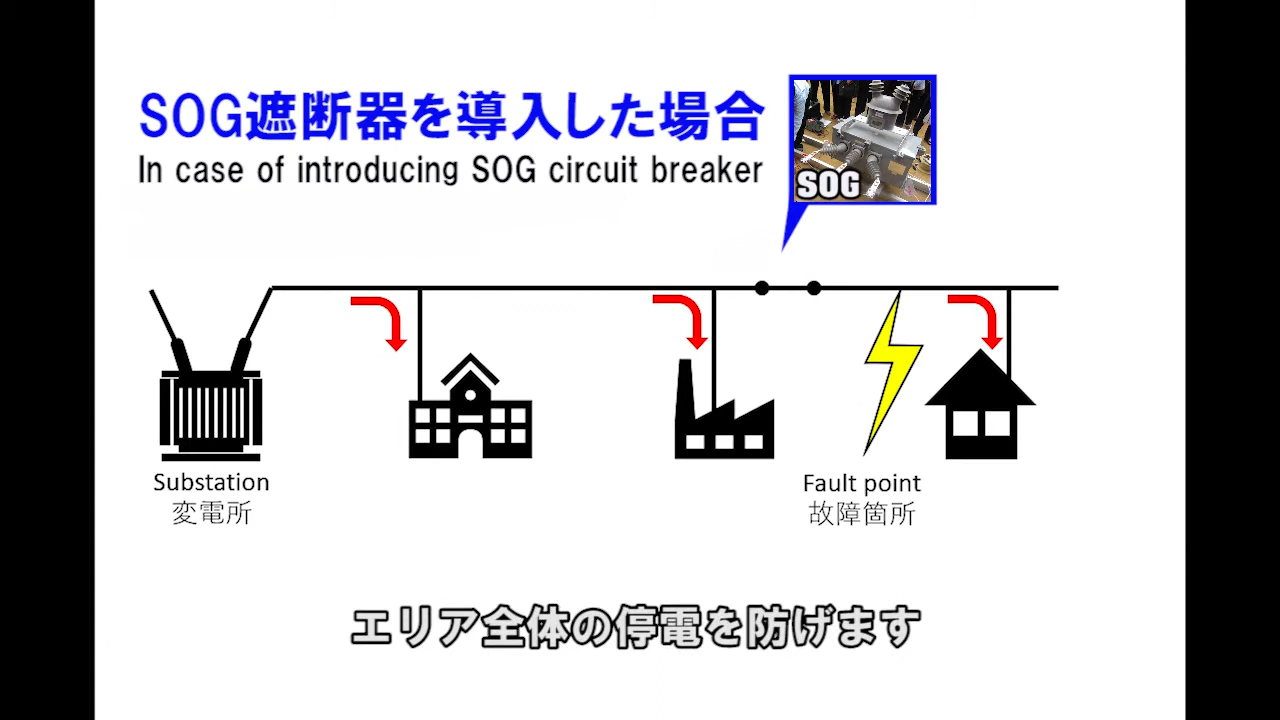 SOG遮断器を導入した場合
In case of introducing SOG circuit breaker
SOG
Substation
変電所
Fault point
故障箇所
エリア全体の停電を防げます